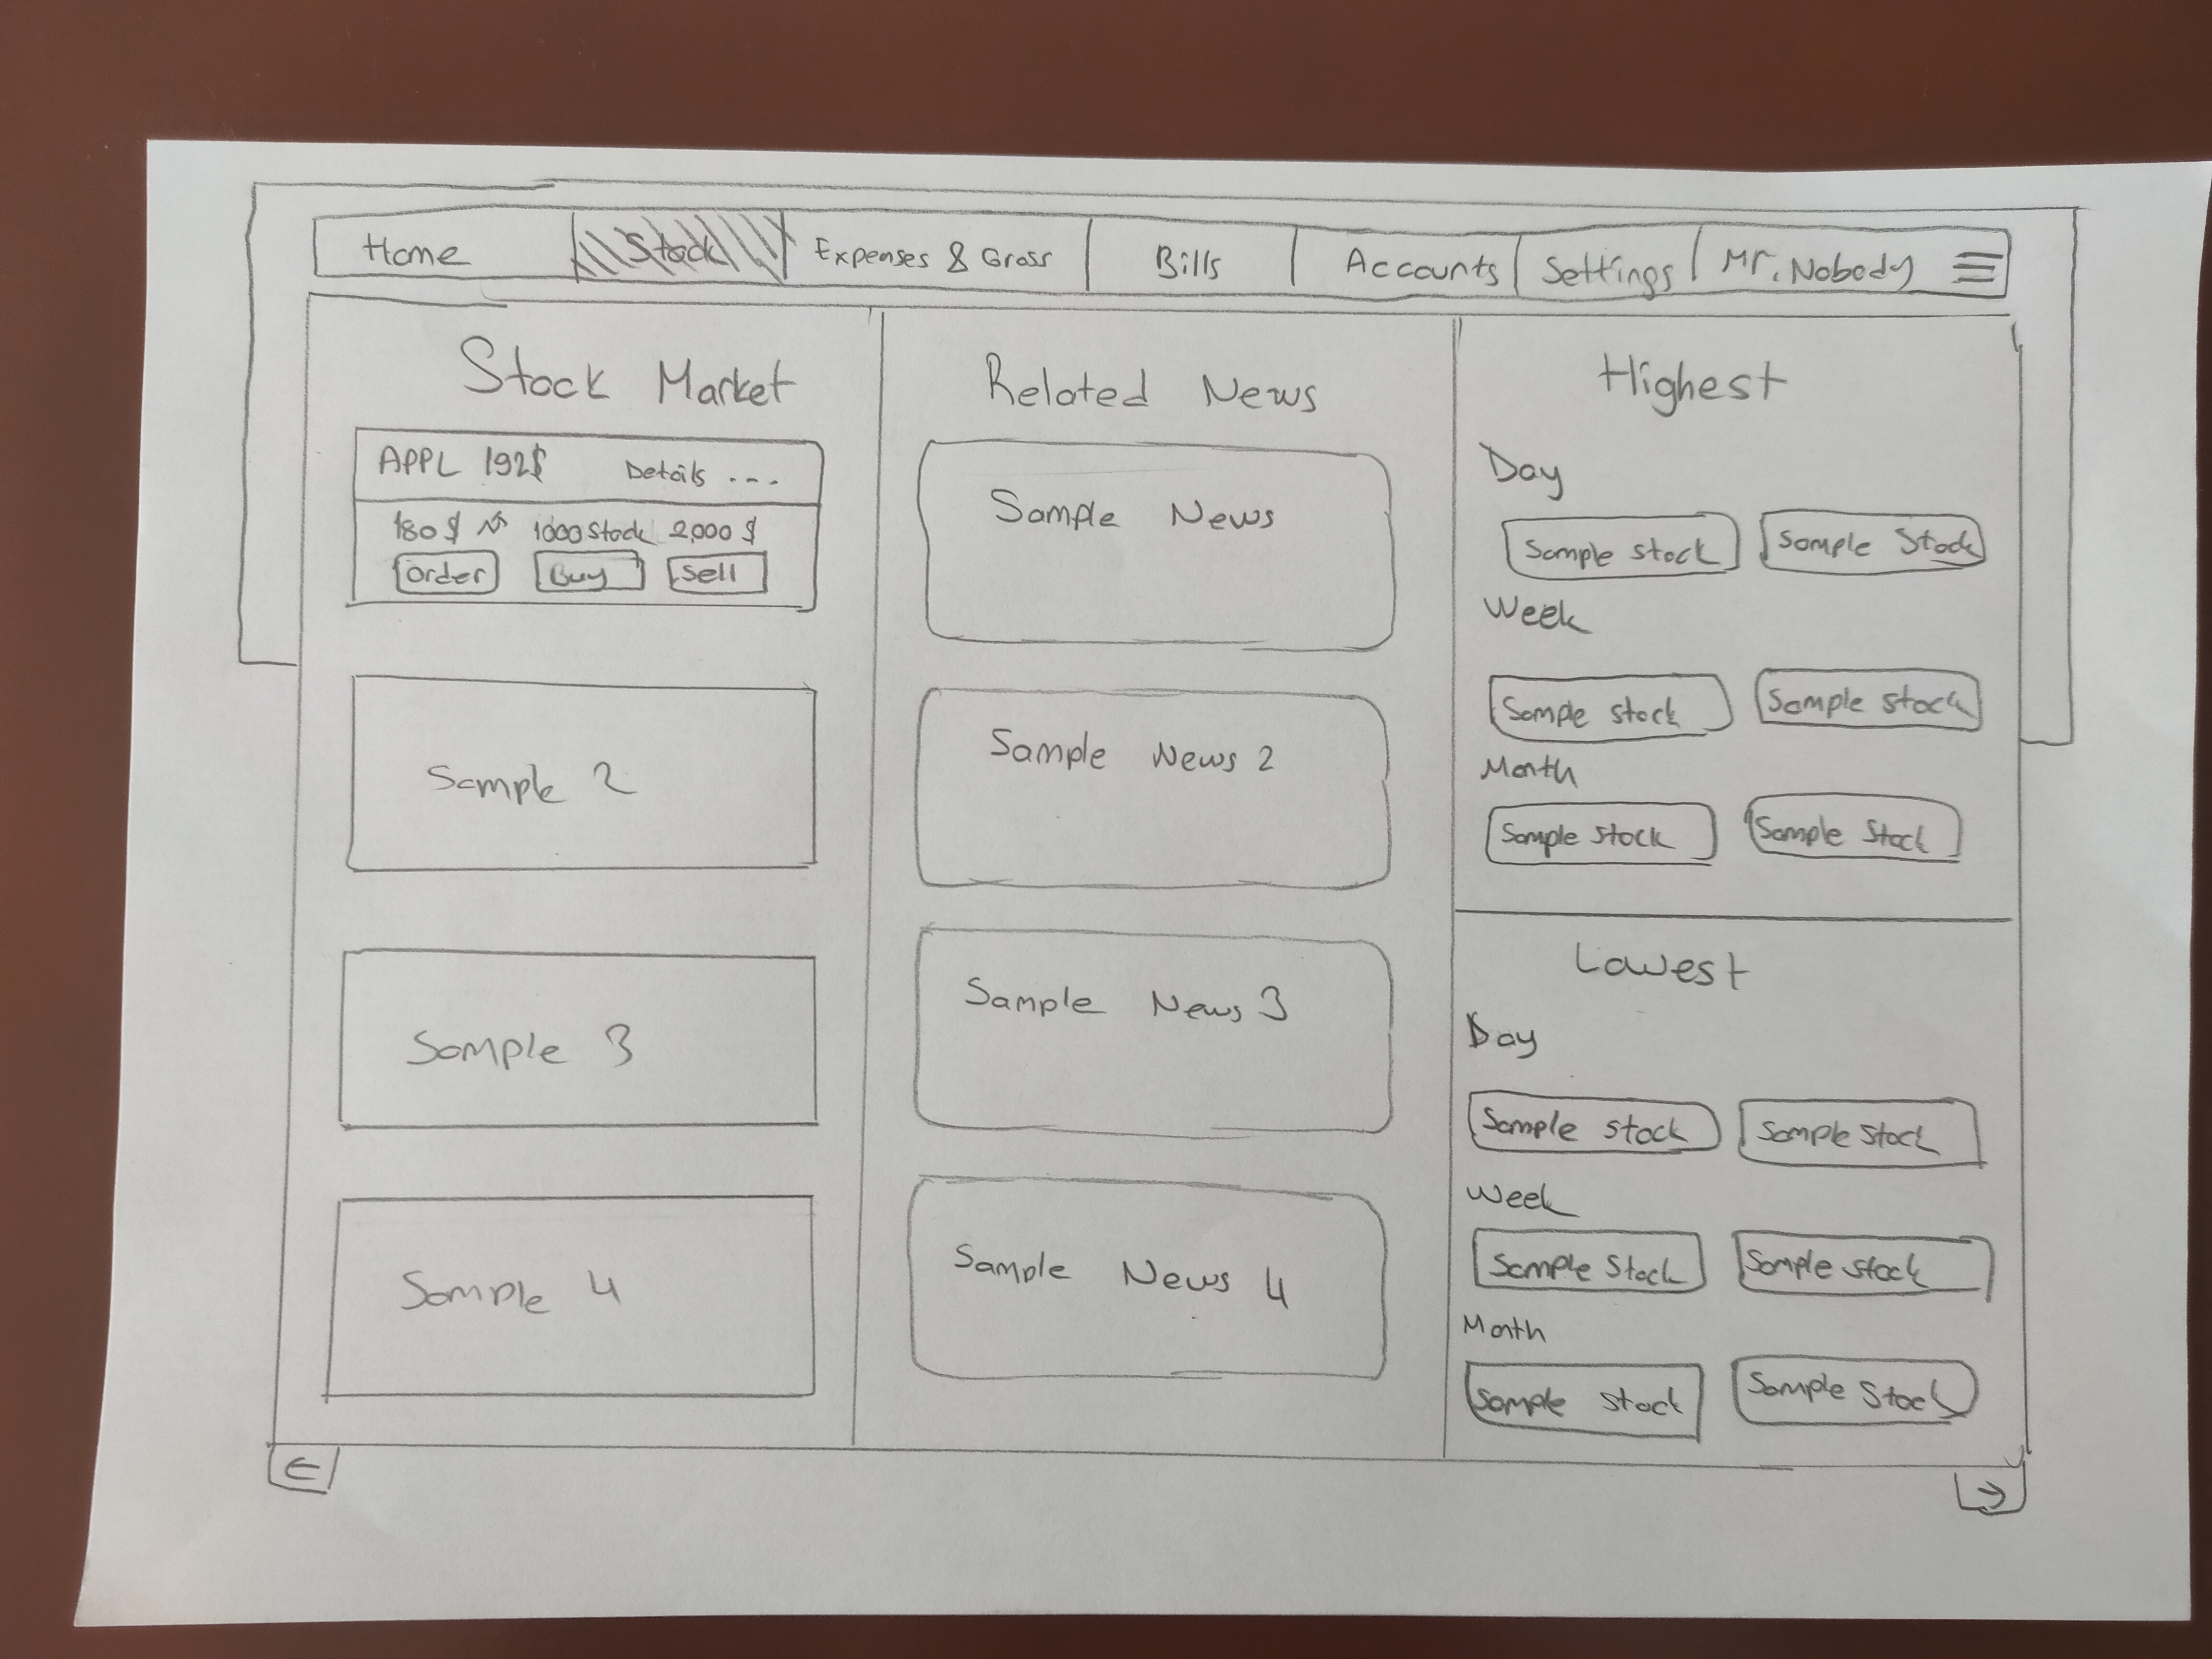 Home Stock Expenses & Gross Bills Accounts Settings Mr. Nobody
Stock Market
APPL 192$ Details ...
180$ 1000 Stock 2,000 $
Order Buy Sell
Sample 2
Sample 3
Sample 4
Related News
Sample News
Sample News 2
Sample News 3
Sample News 4
Highest
Day
Sample stock Sample Stock
Week
Sample stock Sample stock
Month
Sample stock Sample Stock
Lowest
Day
Sample stock Sample stock
Week
Sample Stock Sample stock
Month
Sample stock Sample Stock